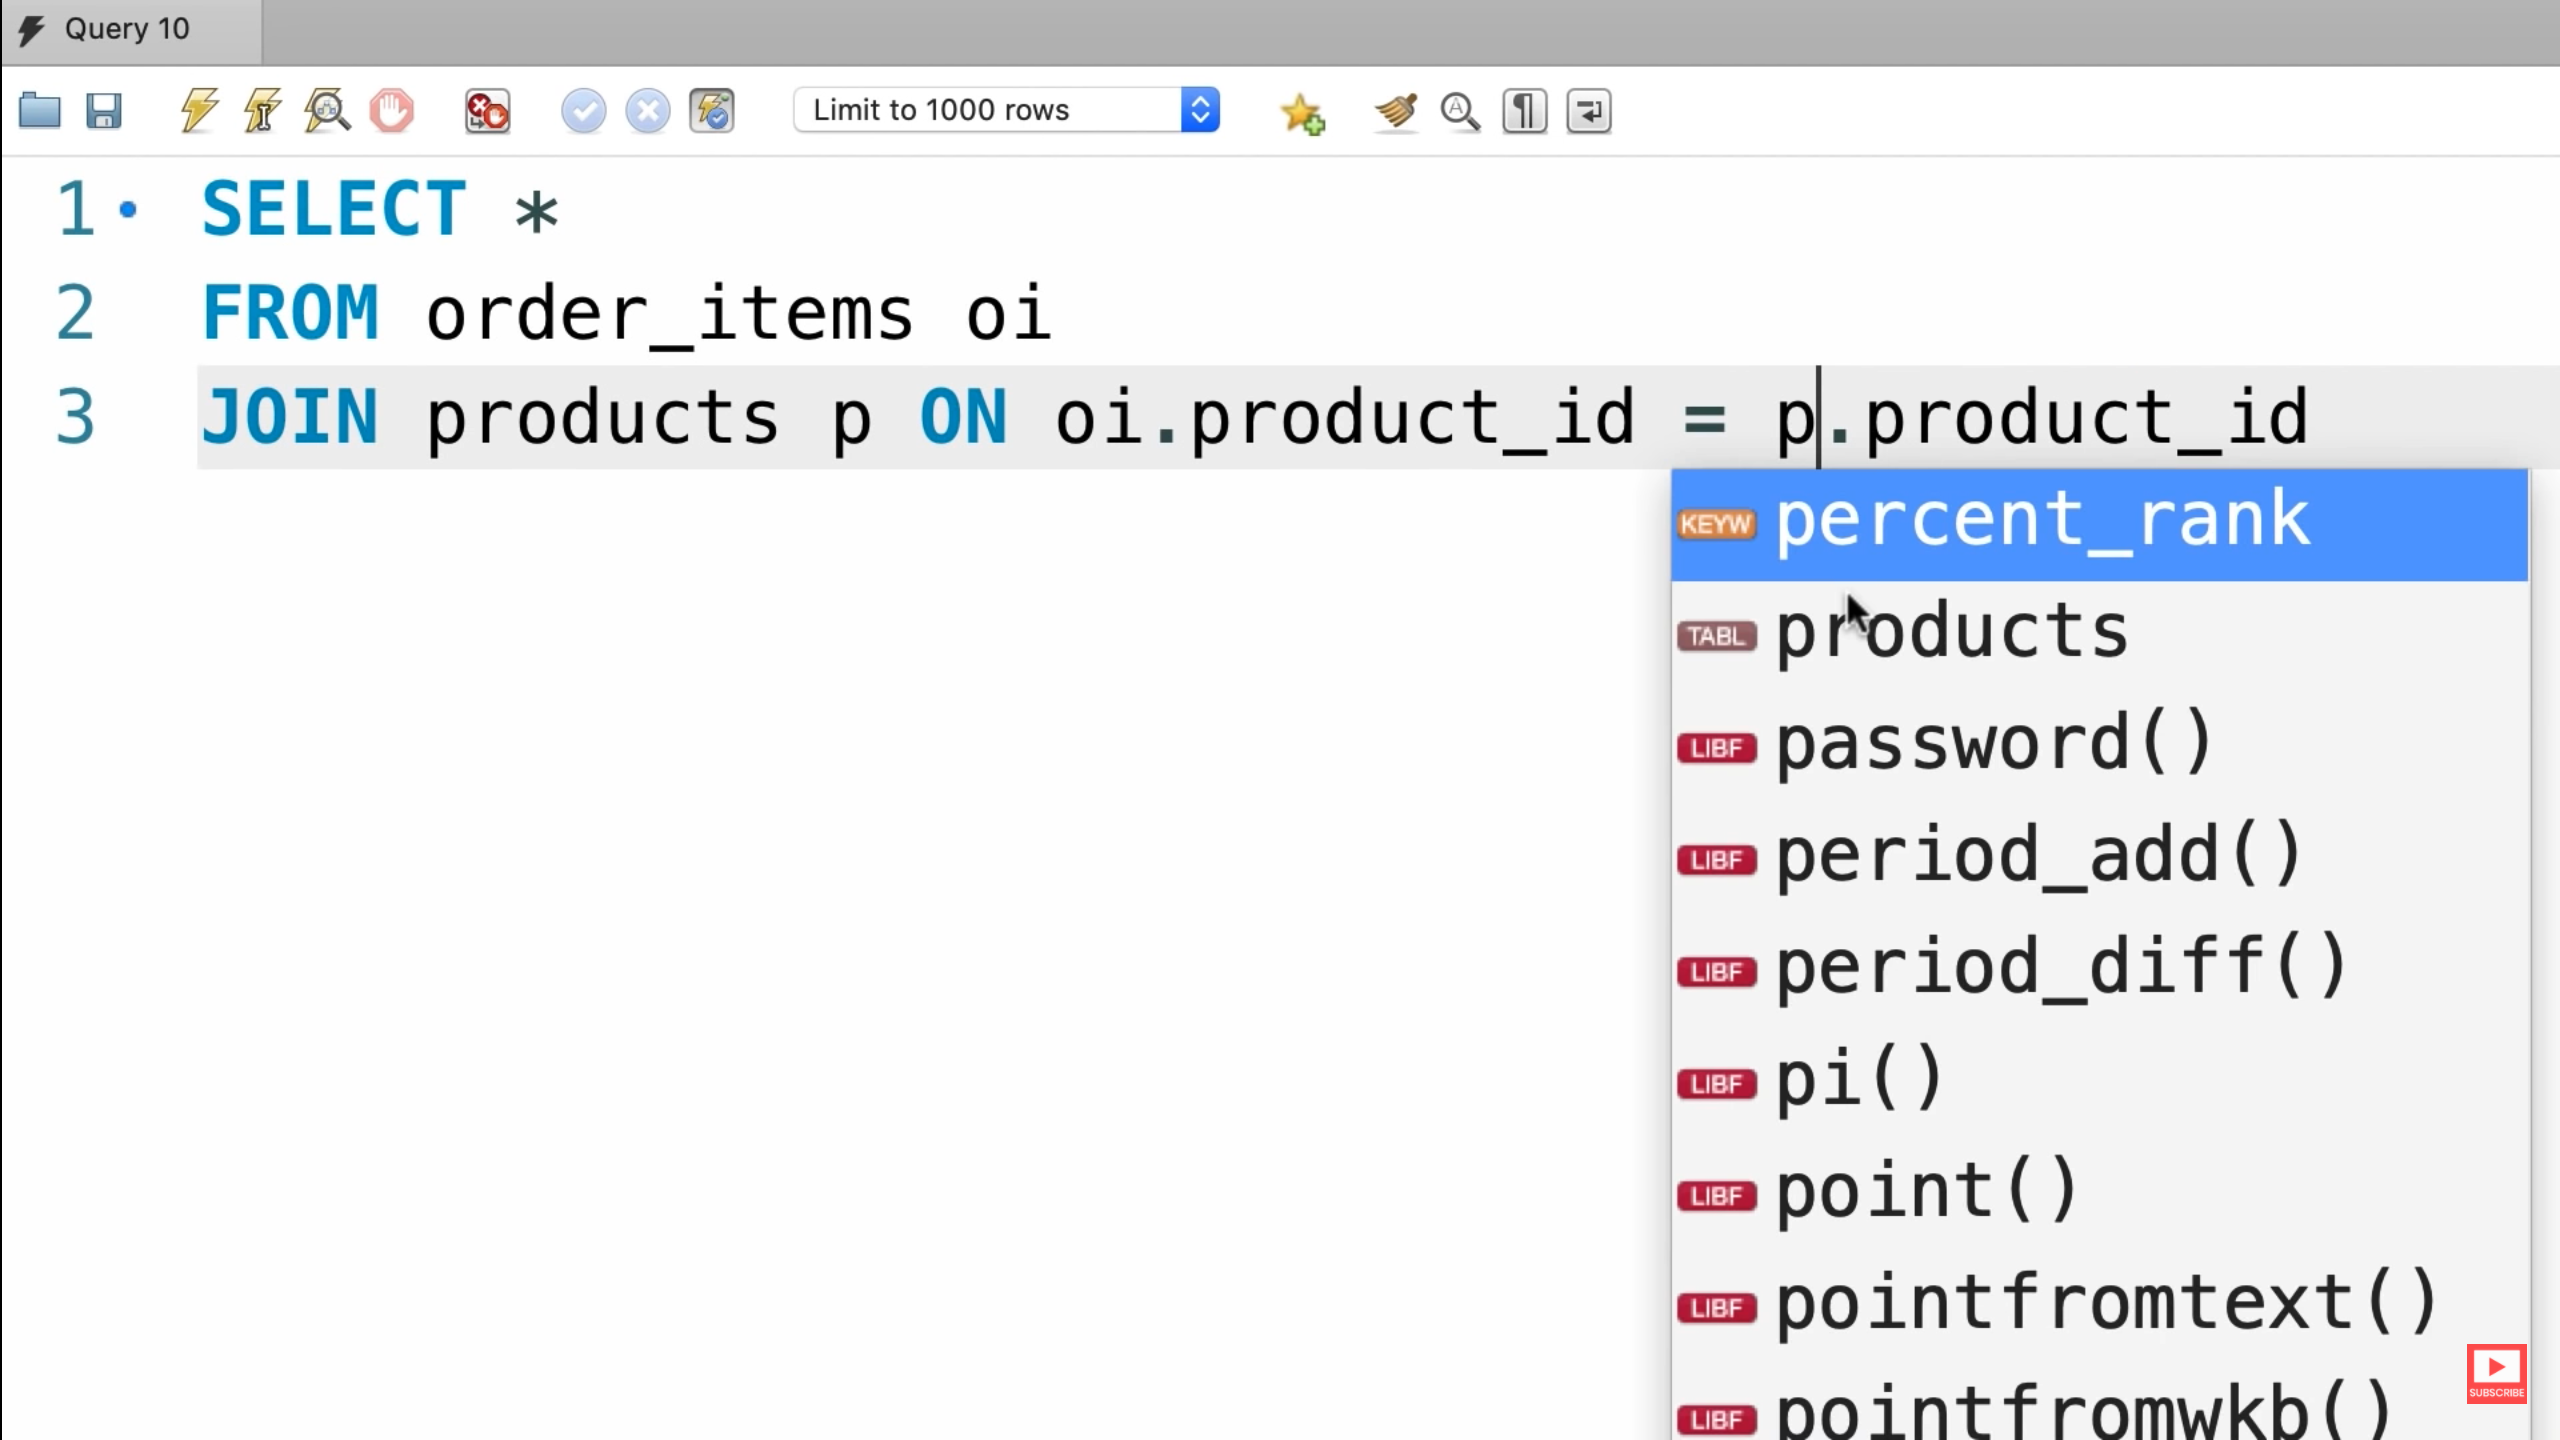 Query 10
Limit to 1000 rows
1 SELECT *
2 FROM order_items oi
3 JOIN products p ON oi.product_id = p.product_id
KEYW percent_rank
TABL products
LIBF password()
LIBF period_add()
LIBF period_diff()
LIBF pi()
LIBF point()
LIBF pointfromtext()
LIBF pointfromwkb()
SUBSCRIBE